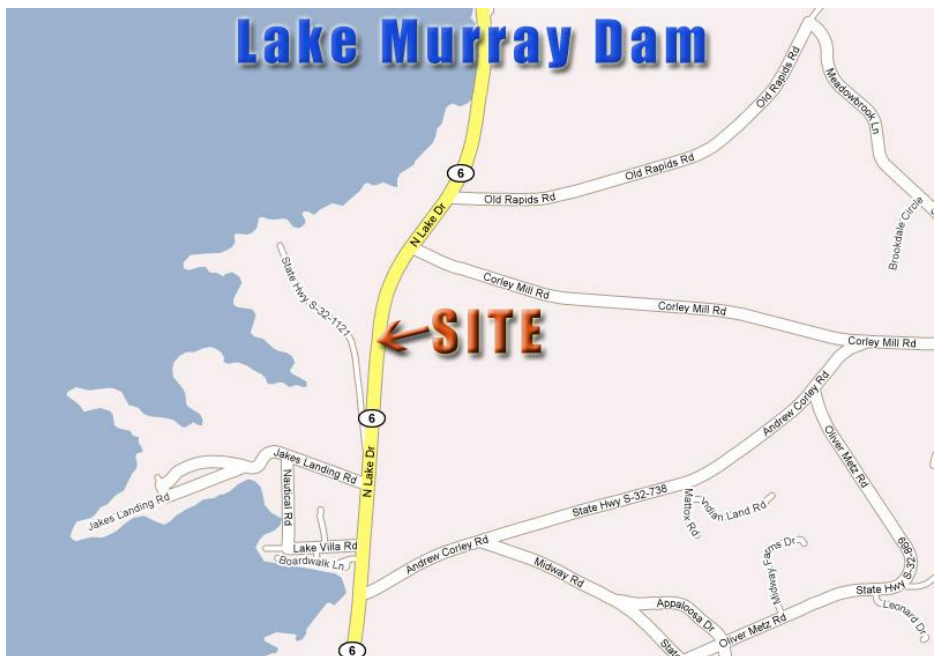 Lake Murray Dam
Old Rapids Rd
Meadowbrook Ln
Old Rapids Rd
6
Old Rapids Rd
Brookdale Circle
N Lake Dr
State Hwy S-32-1121
Corley Mill Rd
Corley Mill Rd
SITE
Corley Mill Rd
Andrew Corley Rd
6
Oliver Metz Rd
N Lake Dr
Jakes Landing Rd
Nautical Rd
Jakes Landing Rd
State Hwy S-32-738
Mattox Rd
Indian Land Rd
Lake Villa Rd
Boardwalk Ln
Andrew Corley Rd
Midway Rd
Midway Farms Dr
State Hwy S-32-869
Leonard Dr
Appaloosa Dr
Oliver Metz Rd
State
6